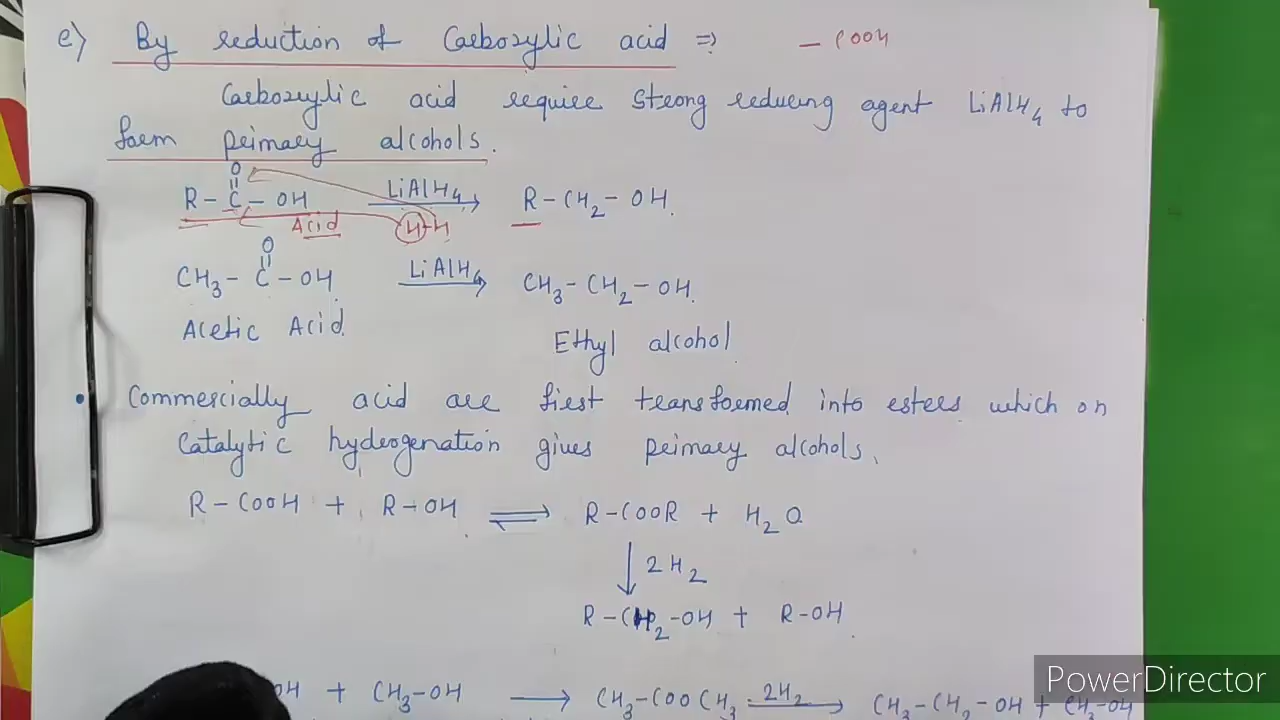 e) By reduction of Carboxylic acid ⇒ – COOH
Carboxylic acid require strong reducing agent LiAlH4 to
form primary alcohols.
O
R – C – OH LiAlH4 → R – CH2 – OH.
Acid H-H
O
CH3 – C – OH LiAlH4 → CH3 – CH2 – OH.
Acetic Acid Ethyl alcohol
• Commercially acid are first transformed into esters which on
Catalytic hydrogenation gives primary alcohols.
R – COOH + R – OH ⇌ R – COOR + H2O
↓ 2H2
R – CH2 – OH + R – OH
OH + CH3 – OH → CH3 – COOCH3 2H2 → CH3 – CH2 – OH + CH3-OH
PowerDirector